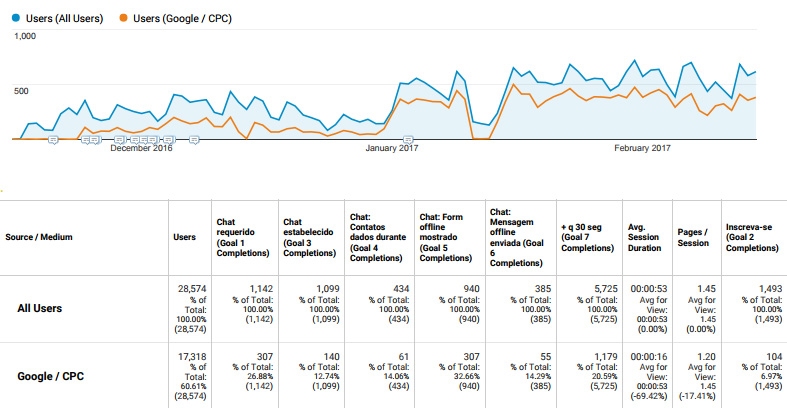 Users (All Users) Users (Google / CPC)
1,000
500
December 2016 January 2017 February 2017
Source / Medium
Users
Chat
requerido
(Goal 1
Completions)
Chat
estabelecido
(Goal 3
Completions)
Chat:
Contatos
dados durante
(Goal 4
Completions)
Chat: Form
offline
mostrado
(Goal 5
Completions)
Chat:
Mensagem
offline
enviada (Goal
6
Completions)
+ q 30 seg
(Goal 7
Completions)
Avg.
Session
Duration
Pages /
Session
Inscreva-se
(Goal 2
Completions)
All Users
28,574
% of
Total:
100.00%
(28,574)
1,142
% of Total:
100.00%
(1,142)
1,099
% of Total:
100.00%
(1,099)
434
% of Total:
100.00%
(434)
940
% of Total:
100.00%
(940)
385
% of Total:
100.00%
(385)
5,725
% of Total:
100.00%
(5,725)
00:00:53
Avg for
View:
00:00:53
(0.00%)
1.45
Avg for
View:
1.45
(0.00%)
1,493
% of Total:
100.00%
(1,493)
Google / CPC
17,318
% of
Total:
60.61%
(28,574)
307
% of Total:
26.88%
(1,142)
140
% of Total:
12.74%
(1,099)
61
% of Total:
14.06%
(434)
307
% of Total:
32.66%
(940)
55
% of Total:
14.29%
(385)
1,179
% of Total:
20.59%
(5,725)
00:00:16
Avg for
View:
00:00:53
(-69.42%)
1.20
Avg for
View:
1.45
(-17.41%)
104
% of Total:
6.97%
(1,493)